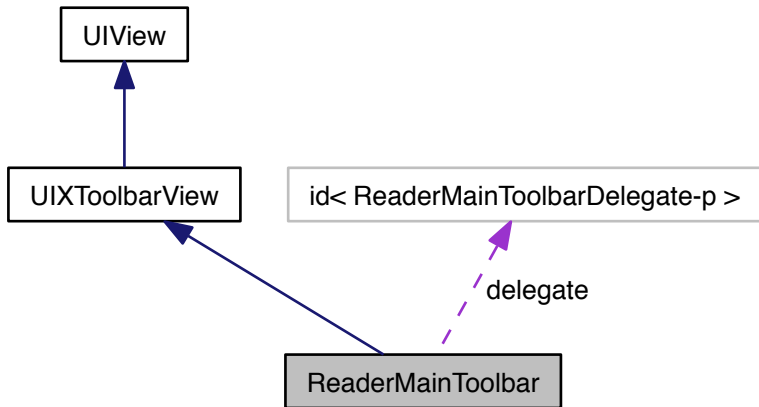 UIView
UIXToolbarView
id< ReaderMainToolbarDelegate-p >
delegate
ReaderMainToolbar